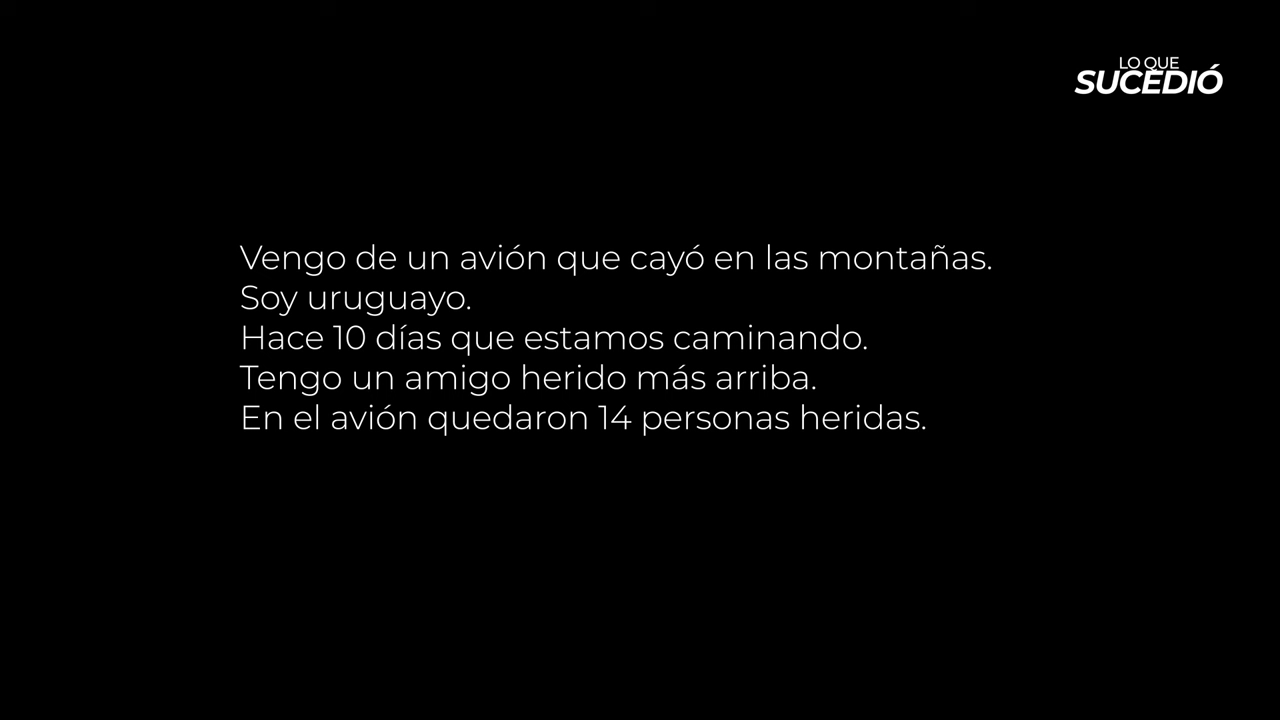 LO QUE
SUCEDIÓ
Vengo de un avión que cayó en las montañas.
Soy uruguayo.
Hace 10 días que estamos caminando.
Tengo un amigo herido más arriba.
En el avión quedaron 14 personas heridas.